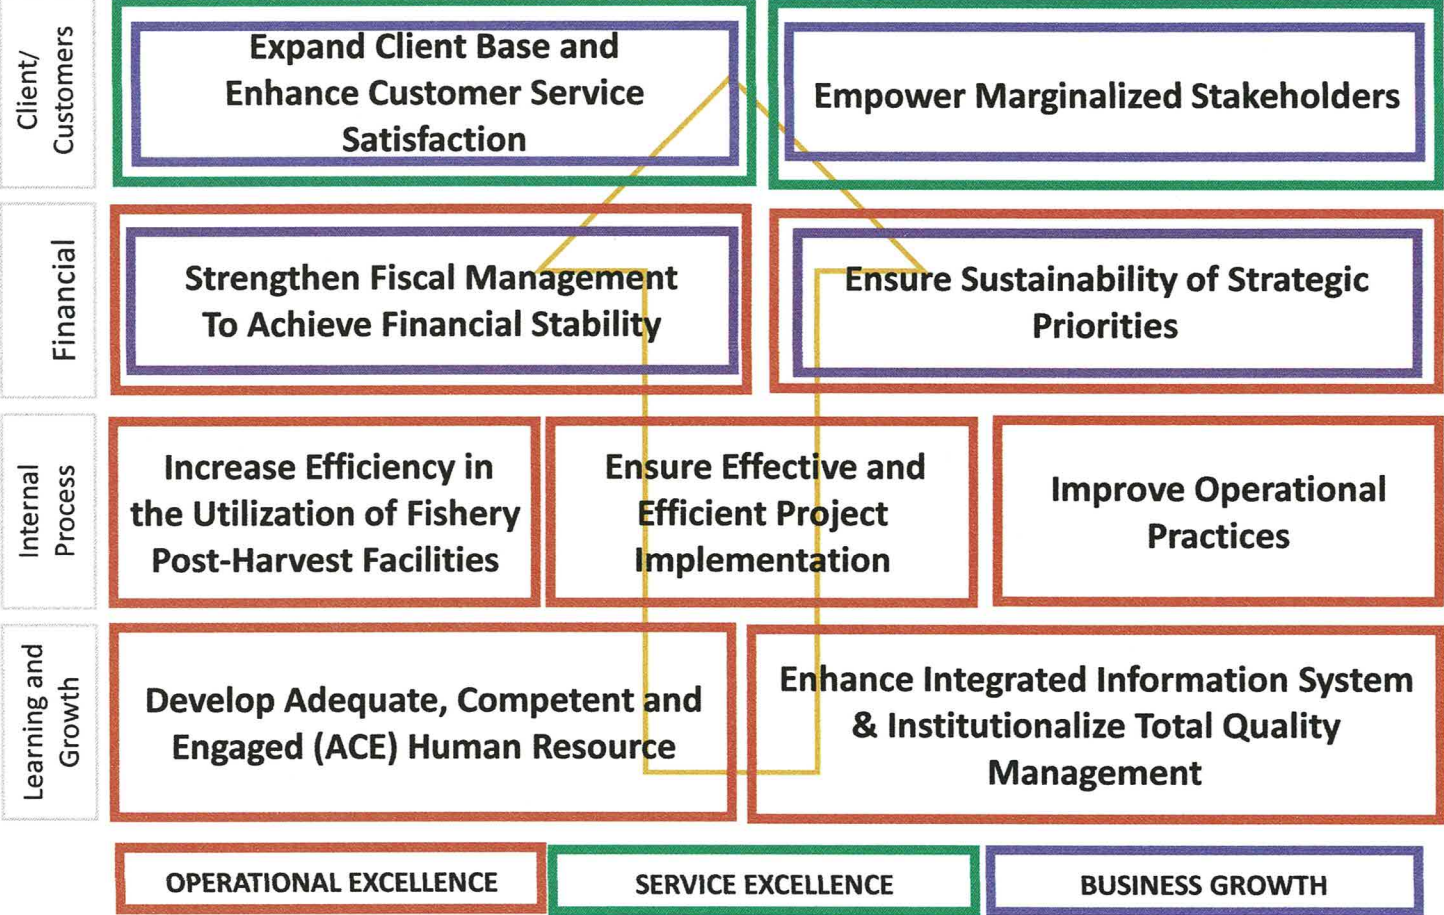 Client/
Customers
Expand Client Base and
Enhance Customer Service
Satisfaction
Empower Marginalized Stakeholders
Financial
Strengthen Fiscal Management
To Achieve Financial Stability
Ensure Sustainability of Strategic
Priorities
Internal
Process
Increase Efficiency in
the Utilization of Fishery
Post-Harvest Facilities
Ensure Effective and
Efficient Project
Implementation
Improve Operational
Practices
Learning and
Growth
Develop Adequate, Competent and
Engaged (ACE) Human Resource
Enhance Integrated Information System
& Institutionalize Total Quality
Management
OPERATIONAL EXCELLENCE
SERVICE EXCELLENCE
BUSINESS GROWTH